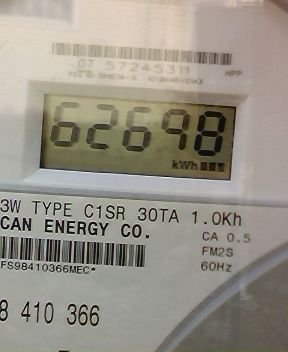 07 57245311 HPP
62698
kWh
3W TYPE C1SR 30TA 1.0Kh
CAN ENERGY CO.
CA 0.5
FM2S
FS98410366MEC*
60Hz
8 410 366